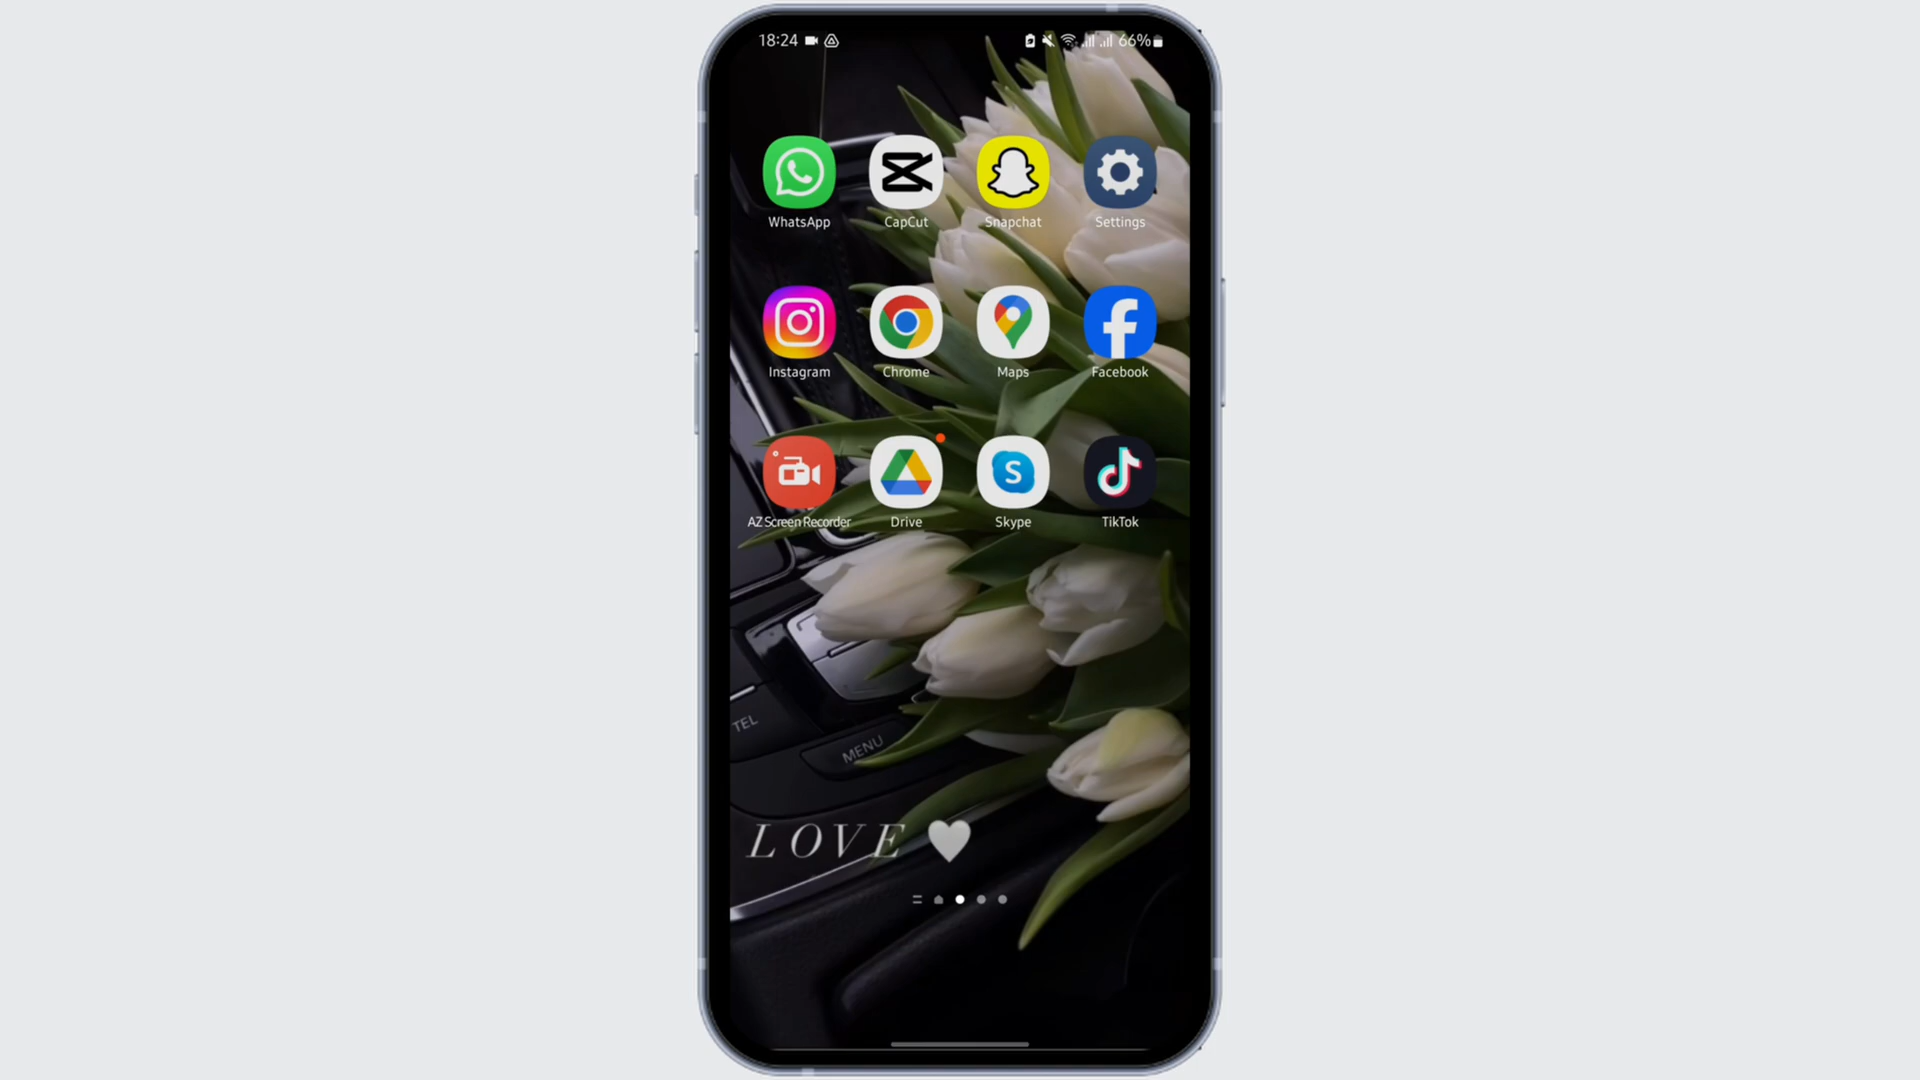 18:24 66%
WhatsApp CapCut Snapchat Settings
Instagram Chrome Maps Facebook
S
AZ Screen Recorder Drive Skype TikTok
TEL
MENU
LOVE